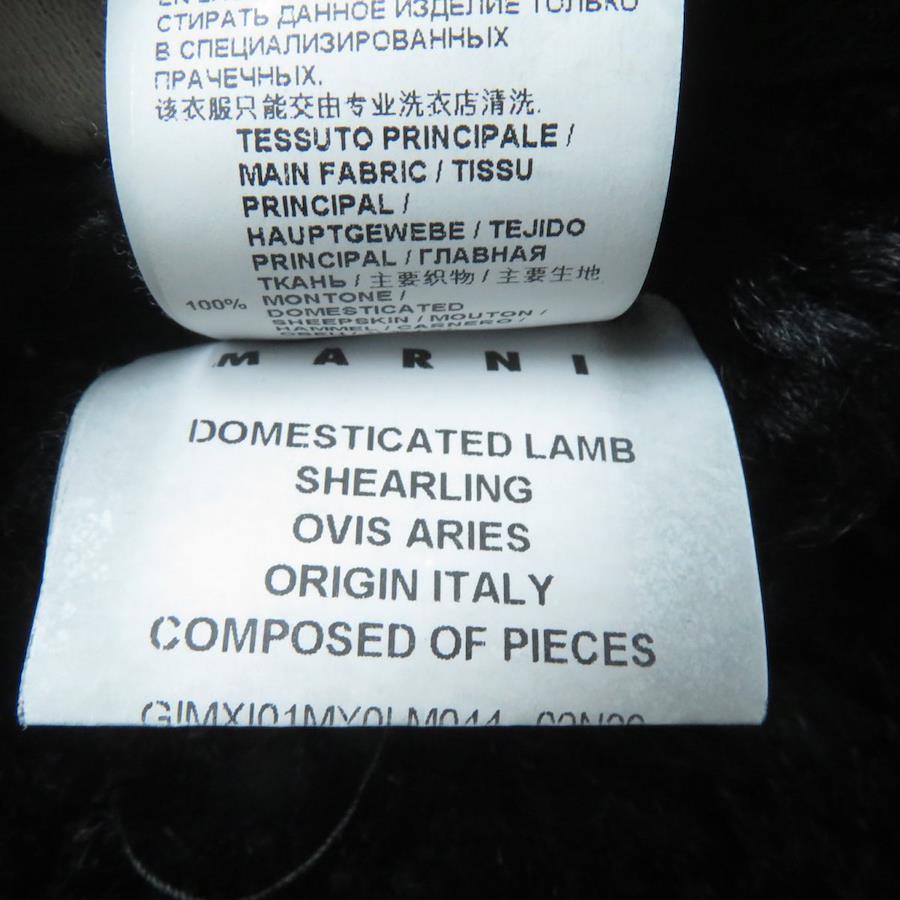 СТИРАТЬ ДАННОЕ ИЗДЕЛИЕ ТОЛЬКО
В СПЕЦИАЛИЗИРОВАННЫХ
ПРАЧЕЧНЫХ.
该衣服只能交由专业洗衣店清洗.
TESSUTO PRINCIPALE /
MAIN FABRIC / TISSU
PRINCIPAL /
HAUPTGEWEBE / TEJIDO
PRINCIPAL / ГЛАВНАЯ
ТКАНЬ / 主要织物 / 主要生地
100% MONTONE /
DOMESTICATED
SHEEPSKIN / MOUTON /
HAMMEL / CARNERO /
MARNI
DOMESTICATED LAMB
SHEARLING
OVIS ARIES
ORIGIN ITALY
COMPOSED OF PIECES